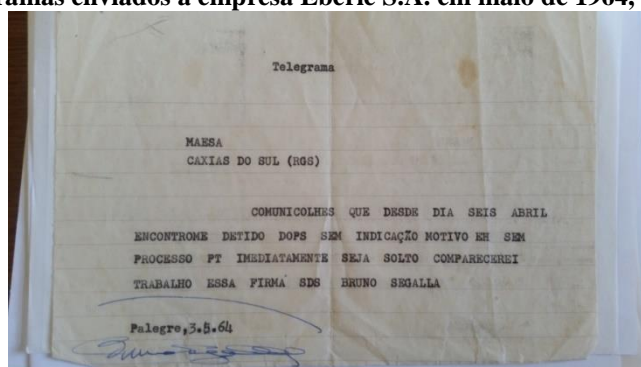 ramas enviados à empresa Eberle S.A. em maio de 1964,
Telegrama
MAESA
CAXIAS DO SUL (RGS)
COMUNICOLHES QUE DESDE DIA SEIS ABRIL
ENCONTROME DETIDO DOPS SEM INDICAÇÃO MOTIVO EH SEM
PROCESSO PT IMEDIATAMENTE SEJA SOLTO COMPARECEREI
TRABALHO ESSA FIRMA SDS BRUNO SEGALLA
Palegre,3.5.64